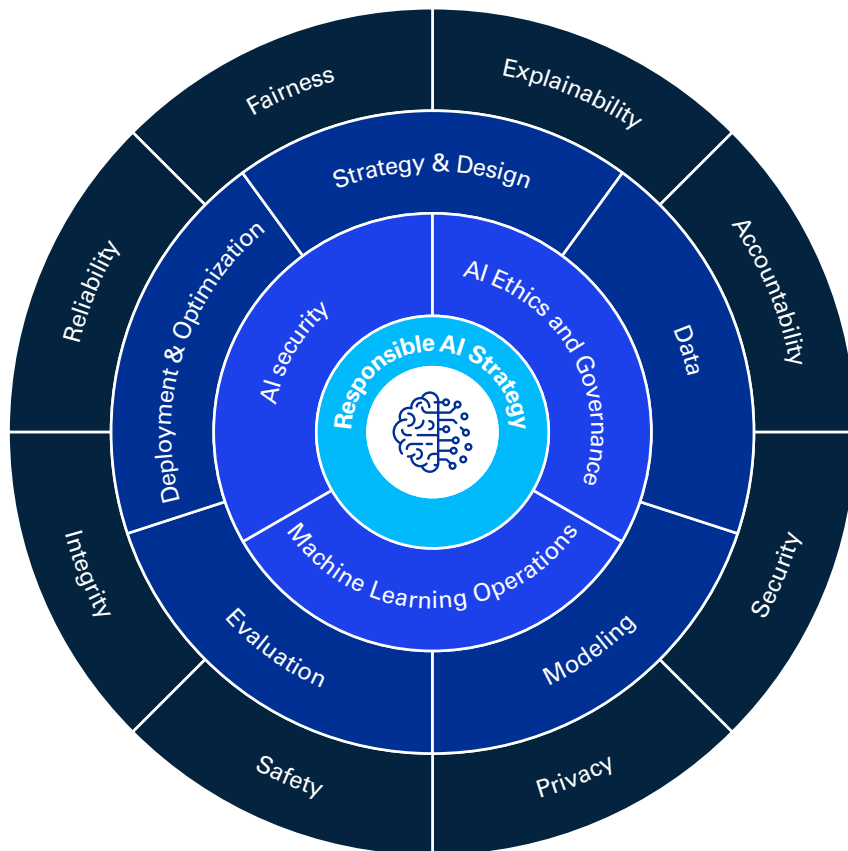 Fairness
Explainability
Accountability
Security
Privacy
Safety
Integrity
Reliability
Strategy & Design
Data
Modeling
Evaluation
Deployment & Optimization
AI security
AI Ethics and Governance
Machine Learning Operations
Responsible AI Strategy